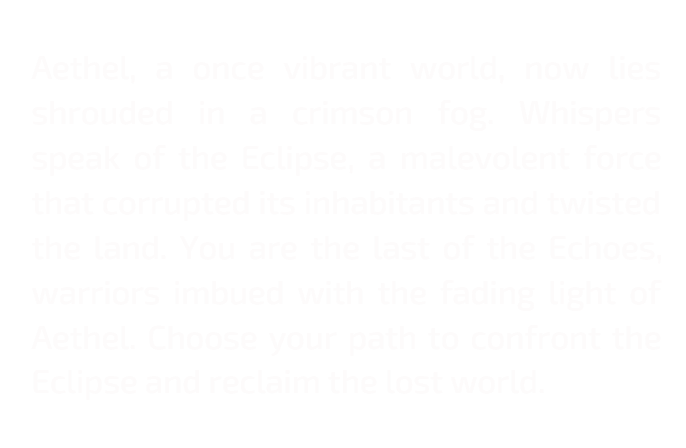 Aethel, a once vibrant world, now lies
shrouded in a crimson fog. Whispers
speak of the Eclipse, a malevolent force
that corrupted its inhabitants and twisted
the land. You are the last of the Echoes,
warriors imbued with the fading light of
Aethel. Choose your path to confront the
Eclipse and reclaim the lost world.